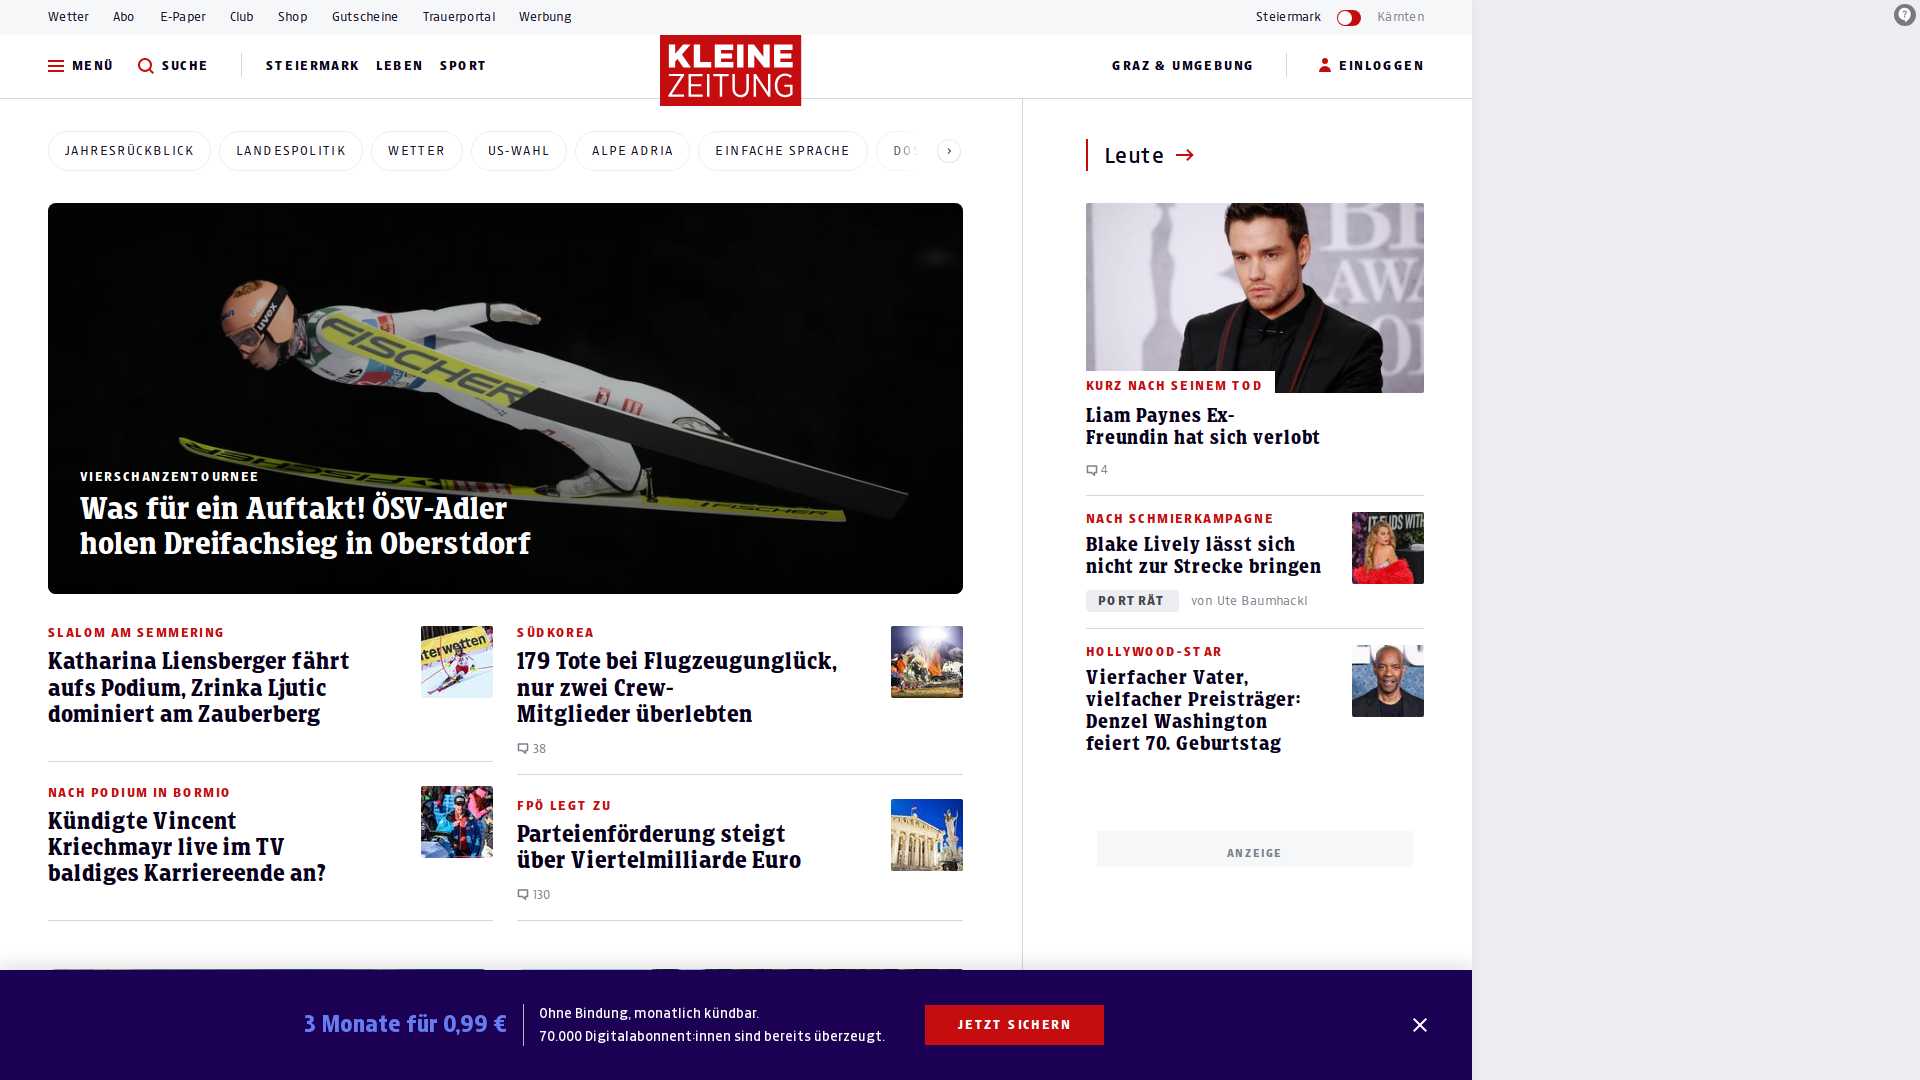 Wetter Abo E-Paper Club Shop Gutscheine Trauerportal Werbung Steiermark Kärnten
MENÜ SUCHE STEIERMARK LEBEN SPORT KLEINE ZEITUNG GRAZ & UMGEBUNG EINLOGGEN
JAHRESRÜCKBLICK LANDESPOLITIK WETTER US-WAHL ALPE ADRIA EINFACHE SPRACHE
uvex
FISCHER
FISCHER
VIERSCHANZENTOURNEE
Was für ein Auftakt! ÖSV-Adler
holen Dreifachsieg in Oberstdorf
SLALOM AM SEMMERING
Katharina Liensberger fährt
aufs Podium, Zrinka Ljutic
dominiert am Zauberberg
SÜDKOREA
179 Tote bei Flugzeugunglück,
nur zwei Crew-
Mitglieder überlebten
38
NACH PODIUM IN BORMIO
Kündigte Vincent
Kriechmayr live im TV
baldiges Karriereende an?
FPÖ LEGT ZU
Parteienförderung steigt
über Viertelmilliarde Euro
130
Leute
KURZ NACH SEINEM TOD
Liam Paynes Ex-
Freundin hat sich verlobt
4
NACH SCHMIERKAMPAGNE
Blake Lively lässt sich
nicht zur Strecke bringen
PORTRÄT von Ute Baumhackl
IT ENDS WITH
HOLLYWOOD-STAR
Vierfacher Vater,
vielfacher Preisträger:
Denzel Washington
feiert 70. Geburtstag
ANZEIGE
3 Monate für 0,99 €
Ohne Bindung, monatlich kündbar.
70.000 Digitalabonnent:innen sind bereits überzeugt.
JETZT SICHERN